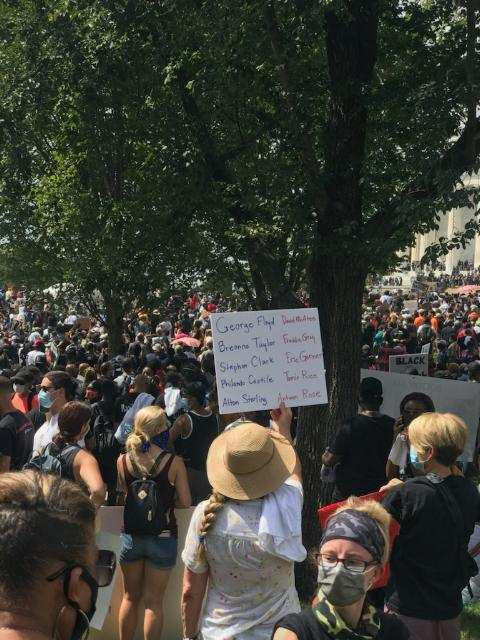 George Floyd David McAtee
Breonna Taylor Freddie Gray
Stephon Clark Eric Garner
Philando Castile Tamir Rice
Alton Sterling Antwon Rose
BLACK